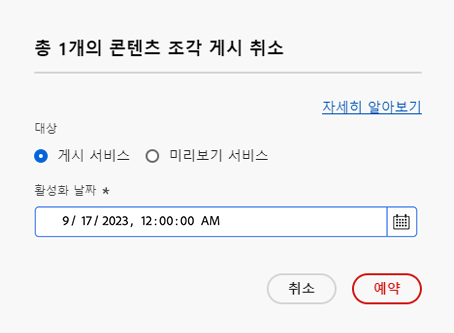 총 1개의 콘텐츠 조각 게시 취소
자세히 알아보기
대상
게시 서비스 미리보기 서비스
활성화 날짜 *
9/ 17/ 2023, 12:00:00 AM
취소 예약